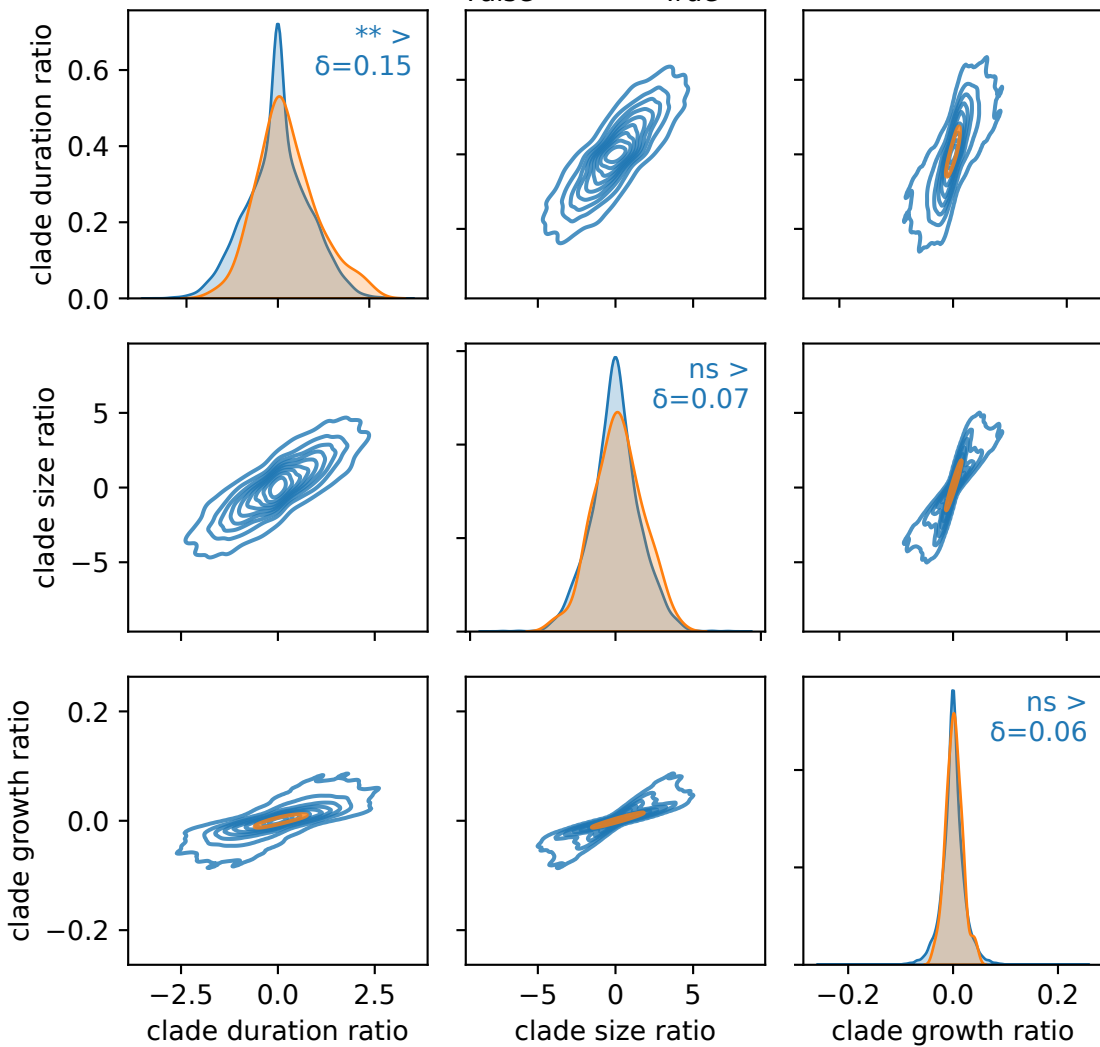 clade duration ratio
0.6
0.4
0.2
0.0
** >
δ=0.15
clade size ratio
5
0
−5
ns >
δ=0.07
clade growth ratio
0.2
0.0
−0.2
ns >
δ=0.06
−2.5 0.0 2.5
−5 0 5
−0.2 0.0 0.2
clade duration ratio
clade size ratio
clade growth ratio